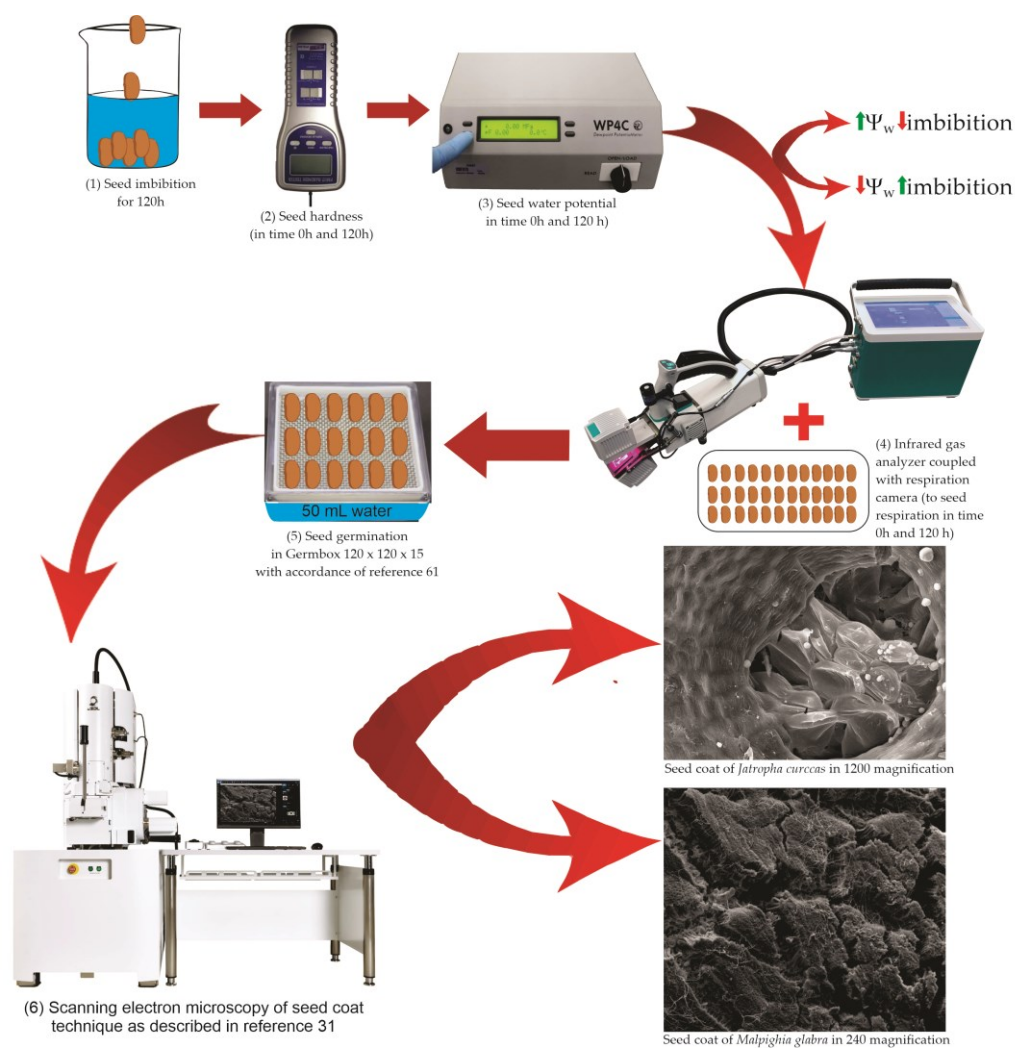 (1) Seed imbibition
for 120h
(2) Seed hardness
(in time 0h and 120h)
WP4C
(3) Seed water potential
in time 0h and 120 h)
↑Ψw ↓imbibition
↓Ψw ↑imbibition
(4) Infrared gas
analyzer coupled
with respiration
camera (to seed
respiration in time
0h and 120 h)
50 mL water
(5) Seed germination
in Germbox 120 x 120 x 15
with accordance of reference 61
Seed coat of Jatropha curccas in 1200 magnification
(6) Scanning electron microscopy of seed coat
technique as described in reference 31
Seed coat of Malpighia glabra in 240 magnification